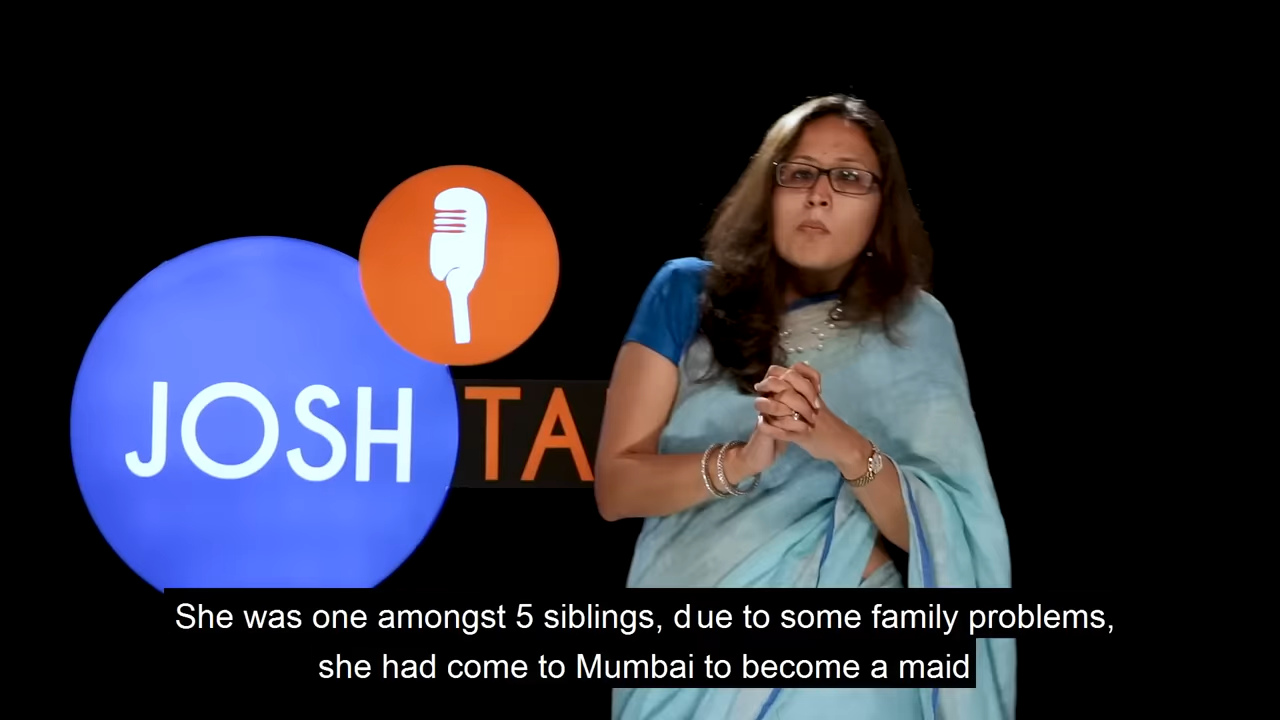 JOSH TA
She was one amongst 5 siblings, due to some family problems,
she had come to Mumbai to become a maid